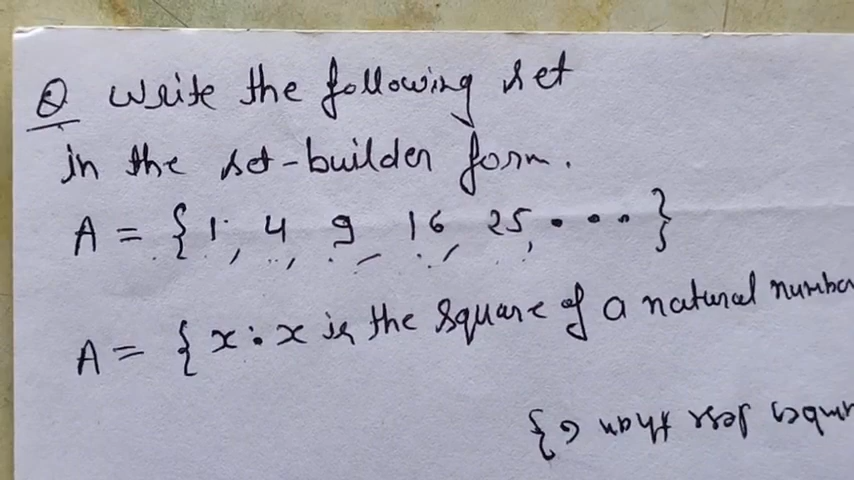 Q Write the following set
in the set-builder form.
A = {1, 4, 9, 16, 25, ...}
A = {x : x is the square of a natural number
less than 6}